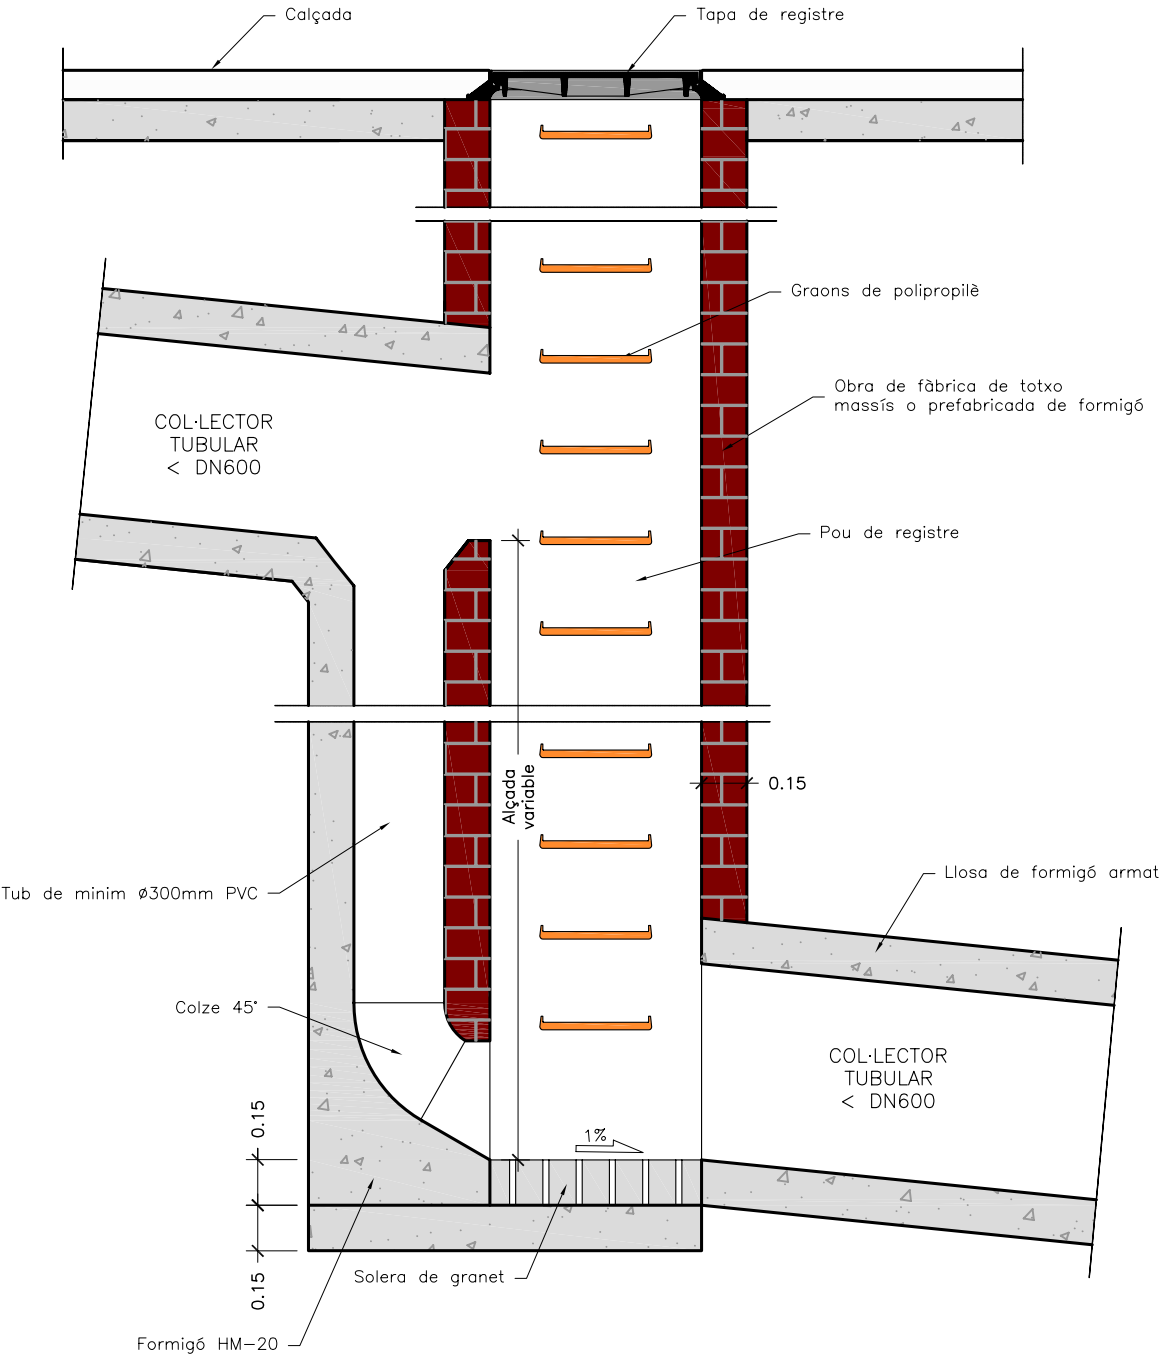 Calçada
Tapa de registre
Graons de polipropilè
Obra de fàbrica de totxo
massís o prefabricada de formigó
COL·LECTOR
TUBULAR
< DN600
Pou de registre
Alçada
variable
0.15
Llosa de formigó armat
Tub de minim Ø300mm PVC
Colze 45°
COL·LECTOR
TUBULAR
< DN600
0.15
1%
0.15
Solera de granet
Formigó HM-20